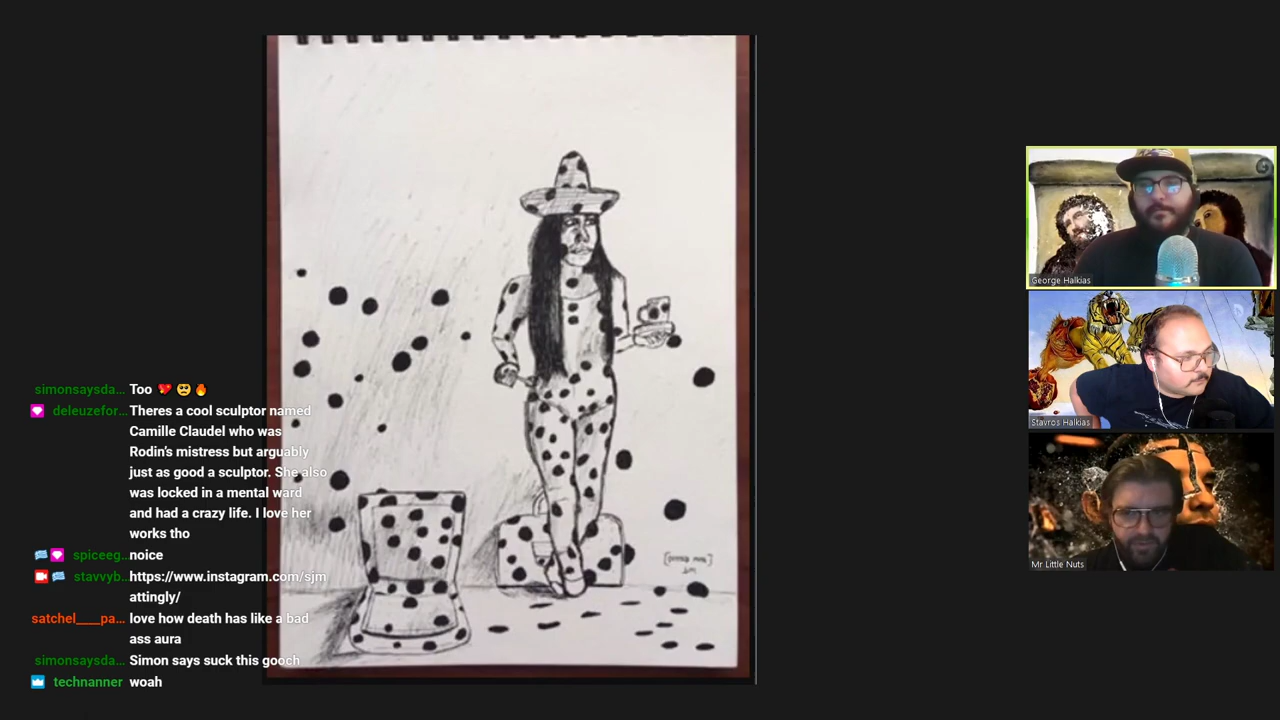 simonsaysda… Too
deleuzefor… Theres a cool sculptor named
Camille Claudel who was
Rodin's mistress but arguably
just as good a sculptor. She also
was locked in a mental ward
and had a crazy life. I love her
works tho
spiceeg… noice
stavvyb… https://www.instagram.com/sjm
attingly/
satchel____pa… love how death has like a bad
ass aura
simonsaysda… Simon says suck this gooch
technanner woah
George Halkias
Stavros Halkias
Mr Little Nuts